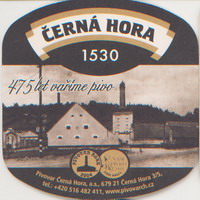 ČERNÁ HORA
1530
475 let vaříme pivo
Pivovar Černá Hora, a.s., 679 21 Černá Hora 3/5,
tel.: +420 516 482 411, www.pivovarch.cz